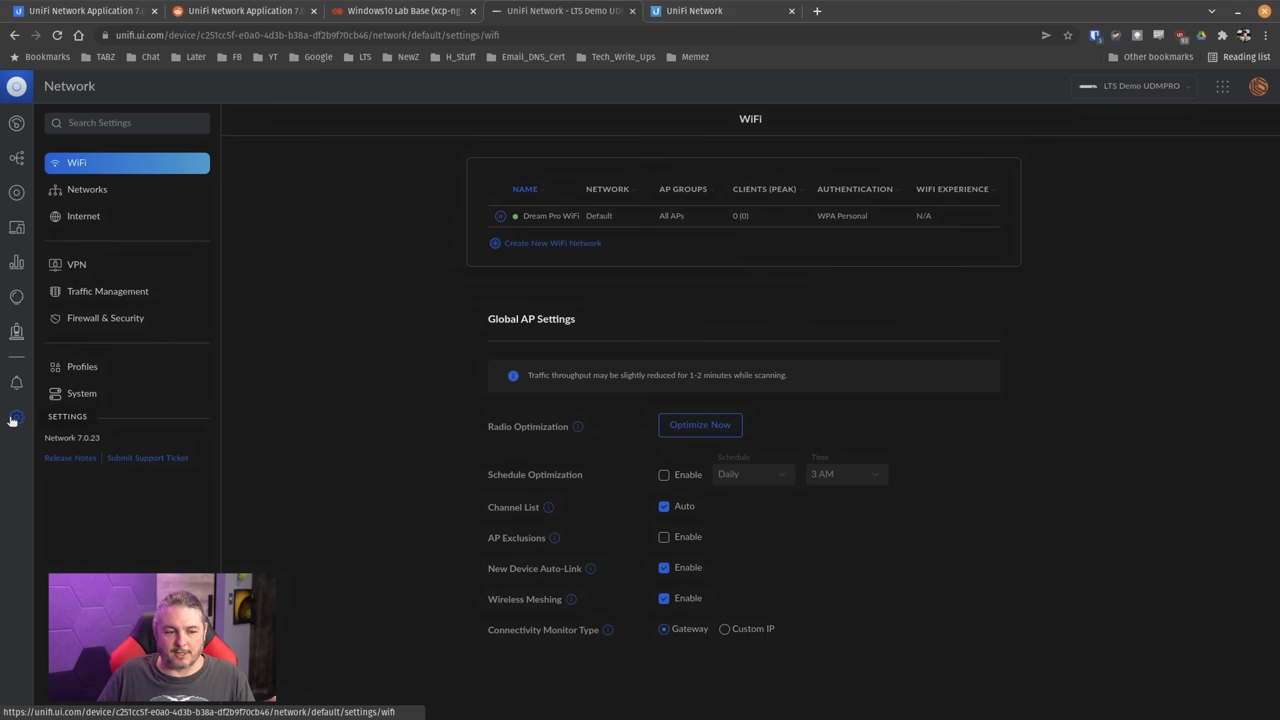 UniFi Network Application 7.0
UniFi Network Application 7.0
Windows10 Lab Base (xcp-ng
UniFi Network - LTS Demo UDM
UniFi Network
unifi.ui.com/device/c251cc5f-e0a0-4d3b-b38a-df2b9f70cb46/network/default/settings/wifi
Bookmarks
TABZ
Chat
Later
FB
YT
Google
LTS
NewZ
H_Stuff
Email_DNS_Cert
Tech_Write_Ups
Memez
Other bookmarks
Reading list
Network
LTS Demo UDMPRO
Search Settings
WiFi
Networks
Internet
VPN
Traffic Management
Firewall & Security
Profiles
System
SETTINGS
Network 7.0.23
Release Notes
Submit Support Ticket
WiFi
NAME NETWORK AP GROUPS CLIENTS (PEAK) AUTHENTICATION WIFI EXPERIENCE
Dream Pro WiFi Default All APs 0 (0) WPA Personal N/A
Create New WiFi Network
Global AP Settings
Traffic throughput may be slightly reduced for 1-2 minutes while scanning.
Radio Optimization
Optimize Now
Schedule Time
Schedule Optimization Enable Daily 3 AM
Channel List Auto
AP Exclusions Enable
New Device Auto-Link Enable
Wireless Meshing Enable
Connectivity Monitor Type Gateway Custom IP
https://unifi.ui.com/device/c251cc5f-e0a0-4d3b-b38a-df2b9f70cb46/network/default/settings/wifi